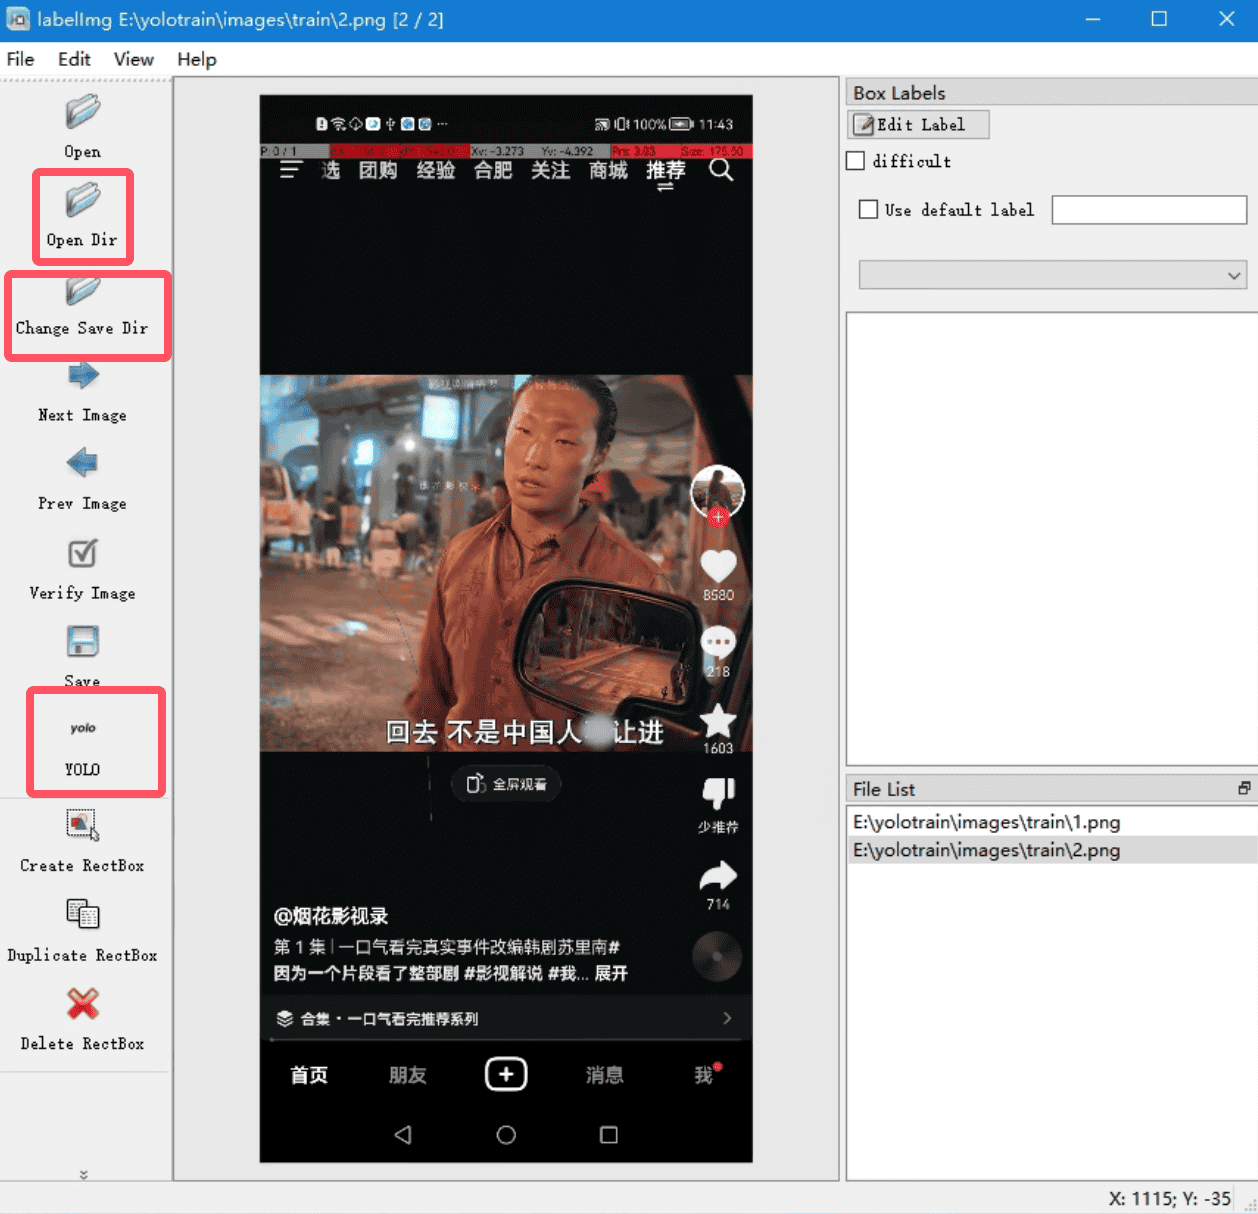 labelImg E:\yolotrain\images\train\2.png [2 / 2]
File Edit View Help
Open
Open Dir
Change Save Dir
Next Image
Prev Image
Verify Image
Save
yolo
YOLO
Create RectBox
Duplicate RectBox
Delete RectBox
100% 11:43
P: 0 / 1
Xv: -3.273 Yv: -4.392 Prs: 3.03 Size: 175.50
选 团购 经验 合肥 关注 商城 推荐
8580
218
1603
回去 不是中国人 让进
全屏观看
少推荐
714
@烟花影视录
第 1 集 | 一口气看完真实事件改编韩剧苏里南#
因为一个片段看了整部剧 #影视解说 #我... 展开
合集 · 一口气看完推荐系列
首页 朋友 消息 我
Box Labels
Edit Label
difficult
Use default label
File List
E:\yolotrain\images\train\1.png
E:\yolotrain\images\train\2.png
X: 1115; Y: -35